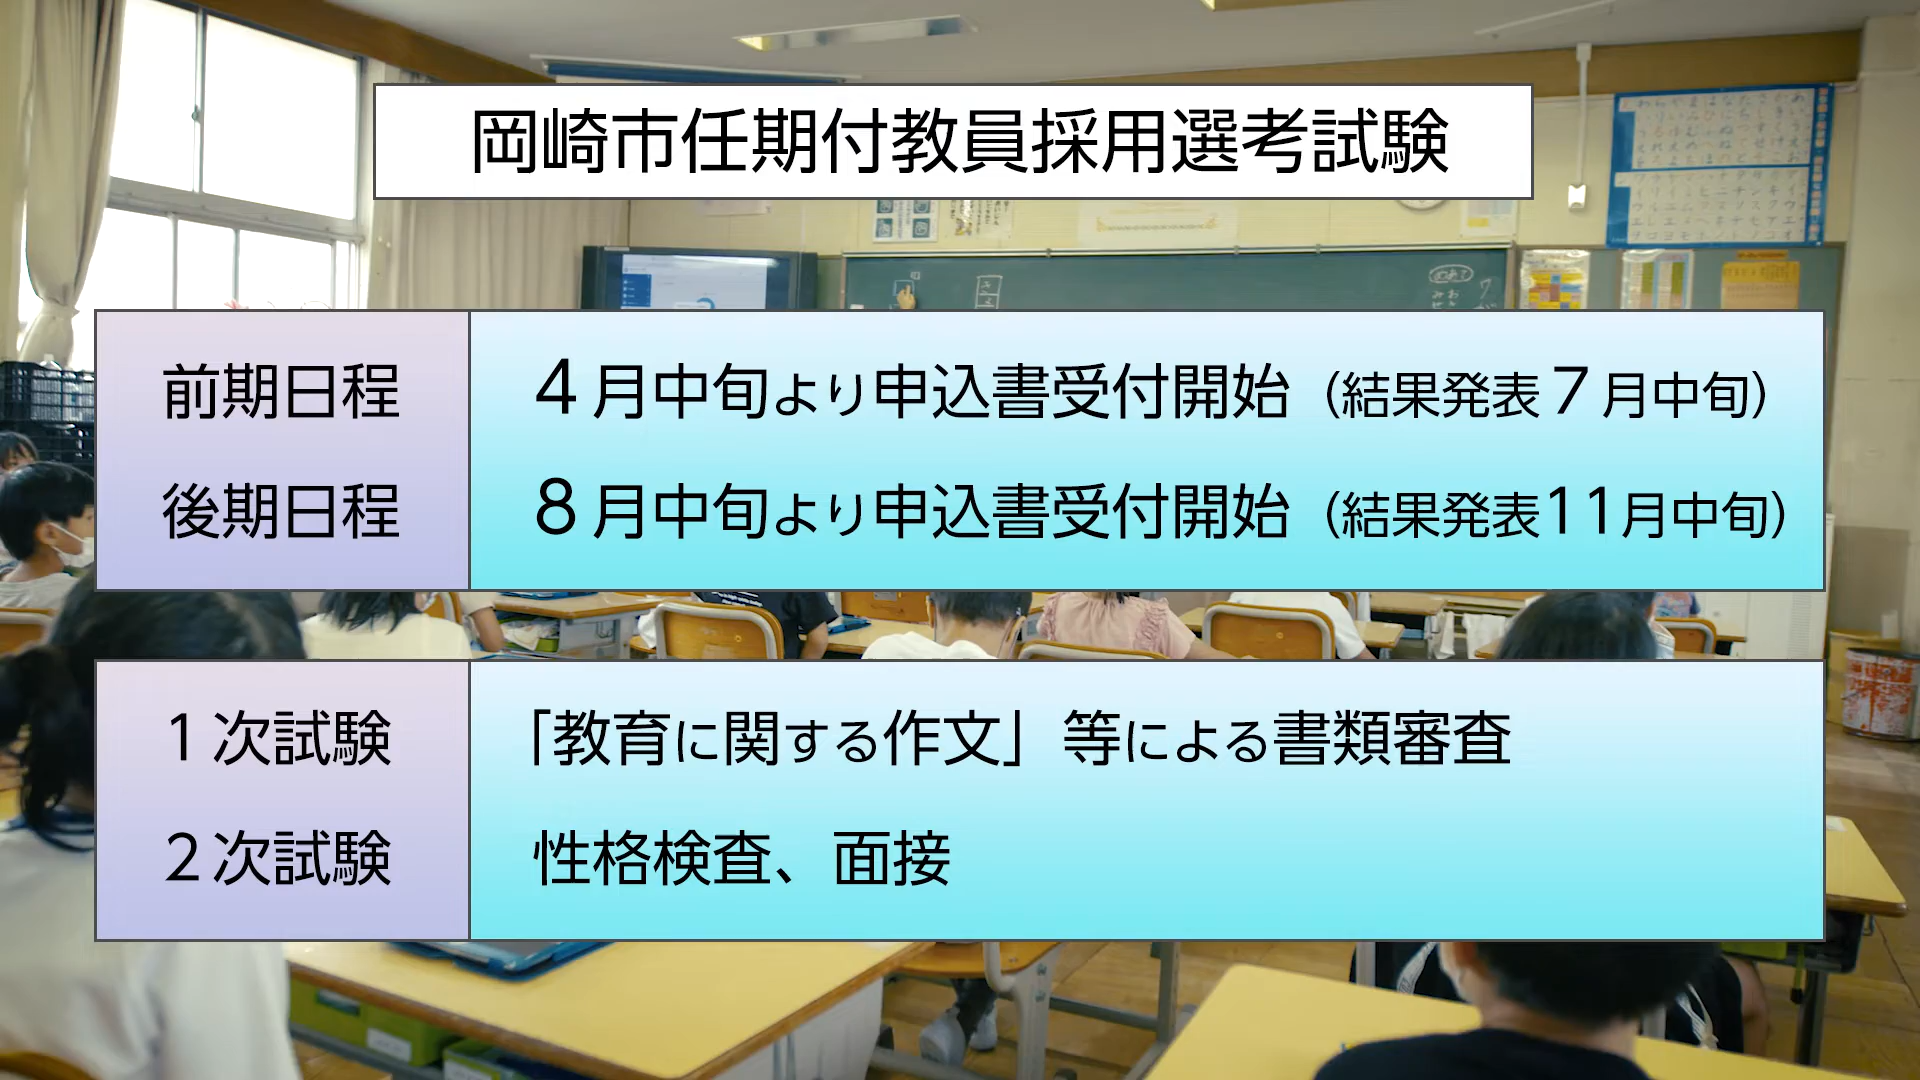 岡崎市任期付教員採用選考試験
前期日程 4月中旬より申込書受付開始（結果発表7月中旬）
後期日程 8月中旬より申込書受付開始（結果発表11月中旬）
1次試験 「教育に関する作文」等による書類審査
2次試験 性格検査、面接
めあて